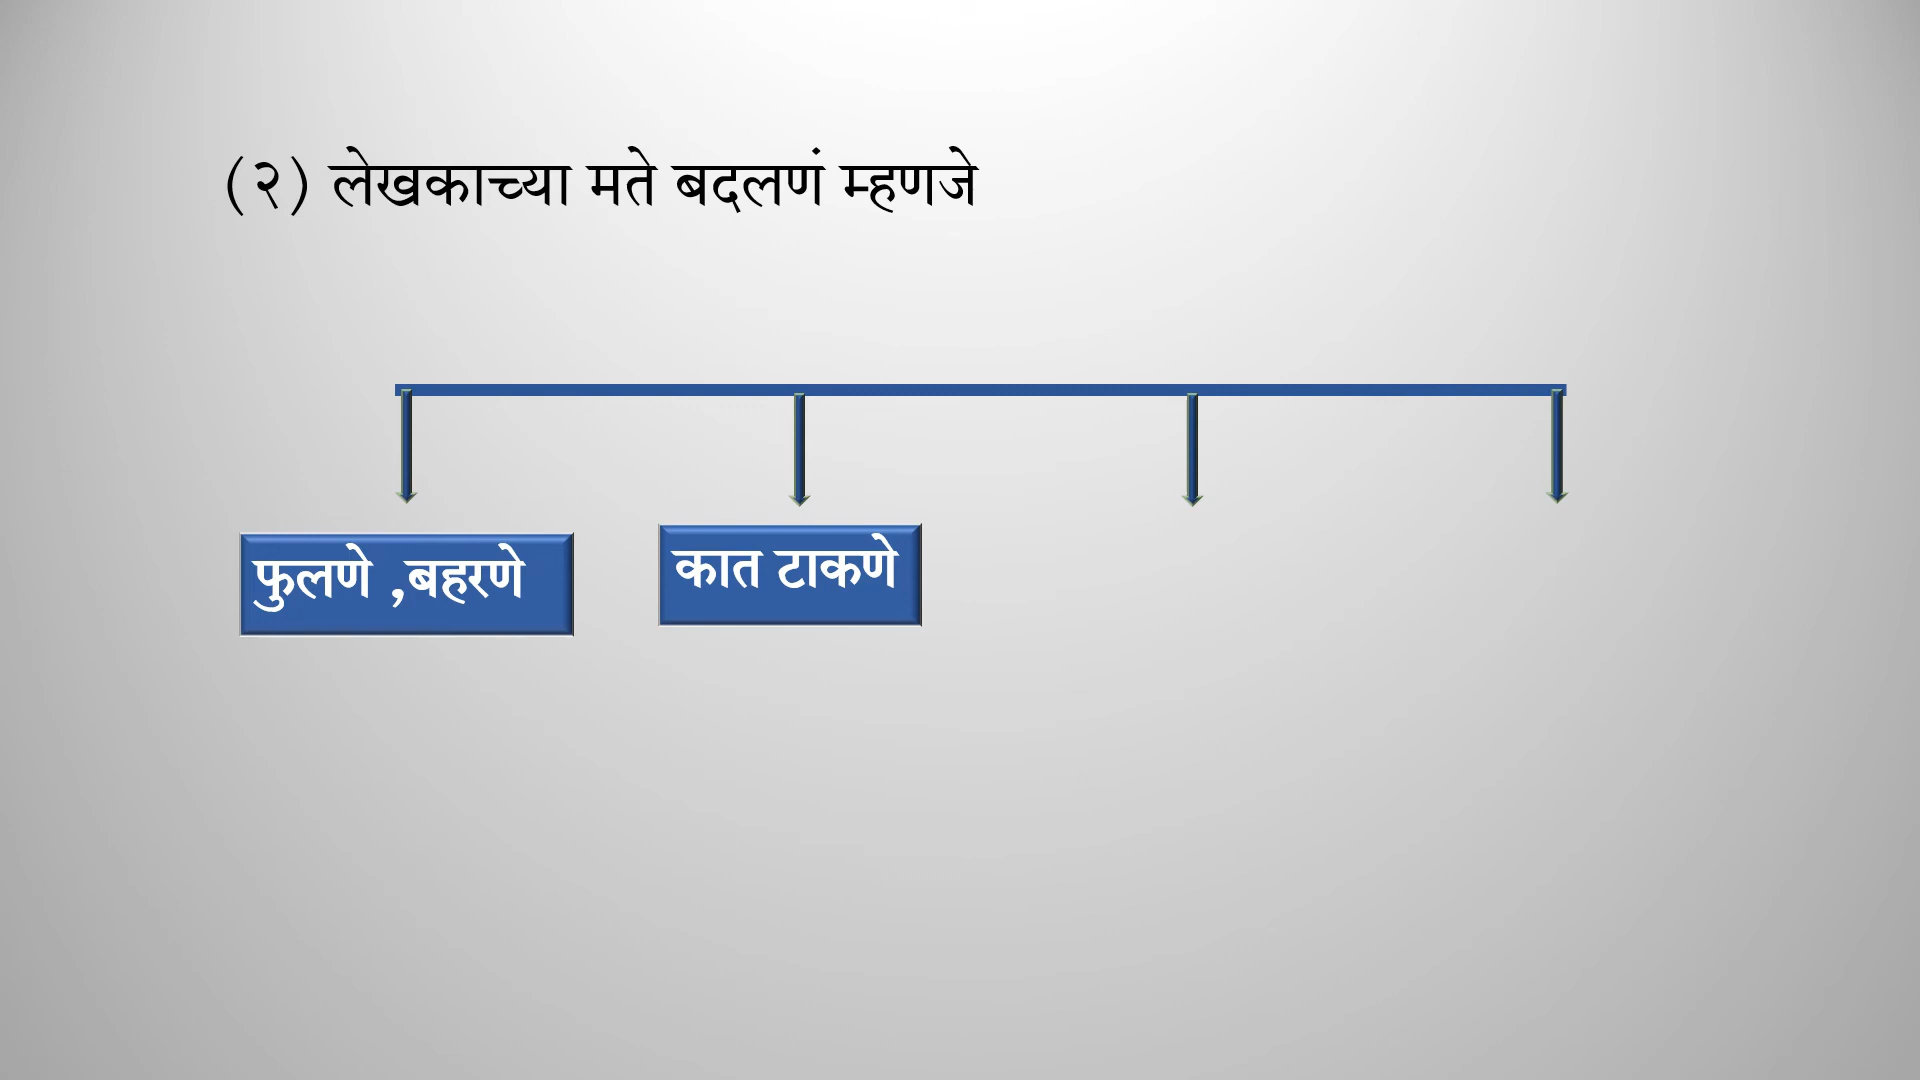 (२) लेखकाच्या मते बदलणं म्हणजे
फुलणे ,बहरणे
कात टाकणे